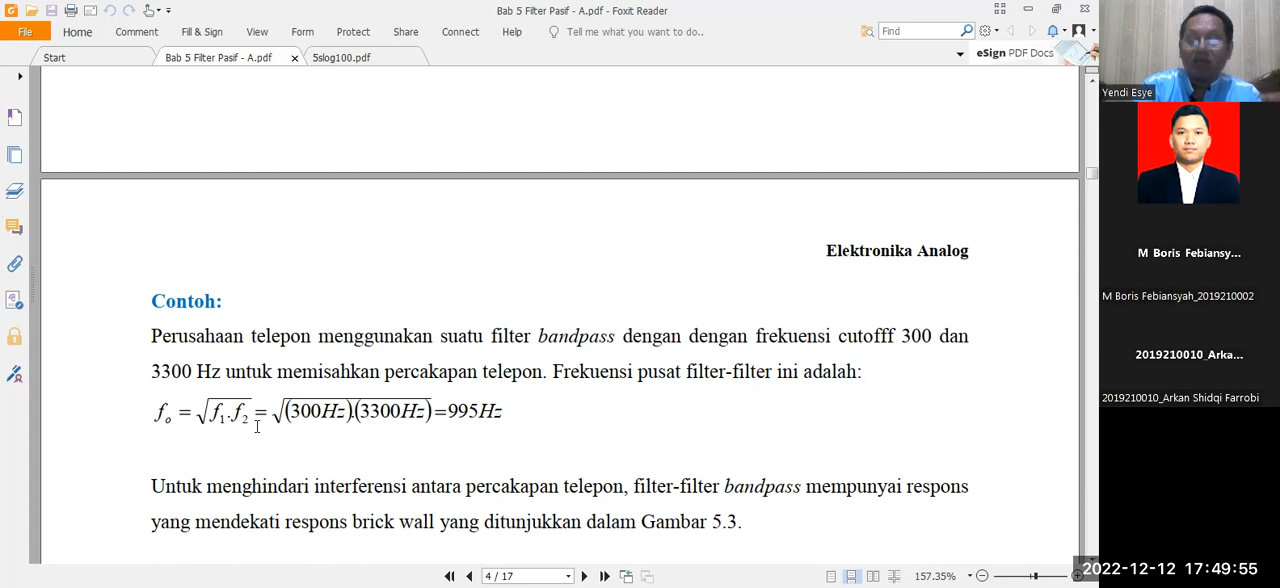 Bab 5 Filter Pasif - A.pdf - Foxit Reader
File Home Comment Fill & Sign View Form Protect Share Connect Help Tell me what you want to do.. Find
Start Bab 5 Filter Pasif - A.pdf 5slog100.pdf eSign PDF Docs
Elektronika Analog
Contoh:
Perusahaan telepon menggunakan suatu filter bandpass dengan dengan frekuensi cutofff 300 dan
3300 Hz untuk memisahkan percakapan telepon. Frekuensi pusat filter-filter ini adalah:
fo = √f1.f2 = √(300Hz).(3300Hz) = 995Hz
Untuk menghindari interferensi antara percakapan telepon, filter-filter bandpass mempunyai respons
yang mendekati respons brick wall yang ditunjukkan dalam Gambar 5.3.
4 / 17 157.35%
Yendi Esye
M Boris Febiansy...
M Boris Febiansyah_2019210002
2019210010_Arka...
2019210010_Arkan Shidqi Farrobi
2022-12-12 17:49:55